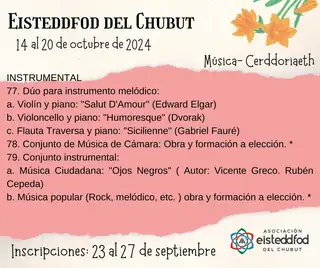 Eisteddfod del Chubut
14 al 20 de octubre de 2024
Música- Cerddoriaeth
INSTRUMENTAL
77. Dúo para instrumento melódico:
a. Violín y piano: "Salut D'Amour" (Edward Elgar)
b. Violoncello y piano: "Humoresque" (Dvorak)
c. Flauta Traversa y piano: "Sicilienne" (Gabriel Fauré)
78. Conjunto de Música de Cámara: Obra y formación a elección. *
79. Conjunto instrumental:
a. Música Ciudadana: "Ojos Negros" ( Autor: Vicente Greco. Rubén
Cepeda)
b. Música popular (Rock, melódico, etc. ) obra y formación a elección. *
Inscripciones: 23 al 27 de septiembre
ASOCIACIÓN
eisteddfod
DEL CHUBUT